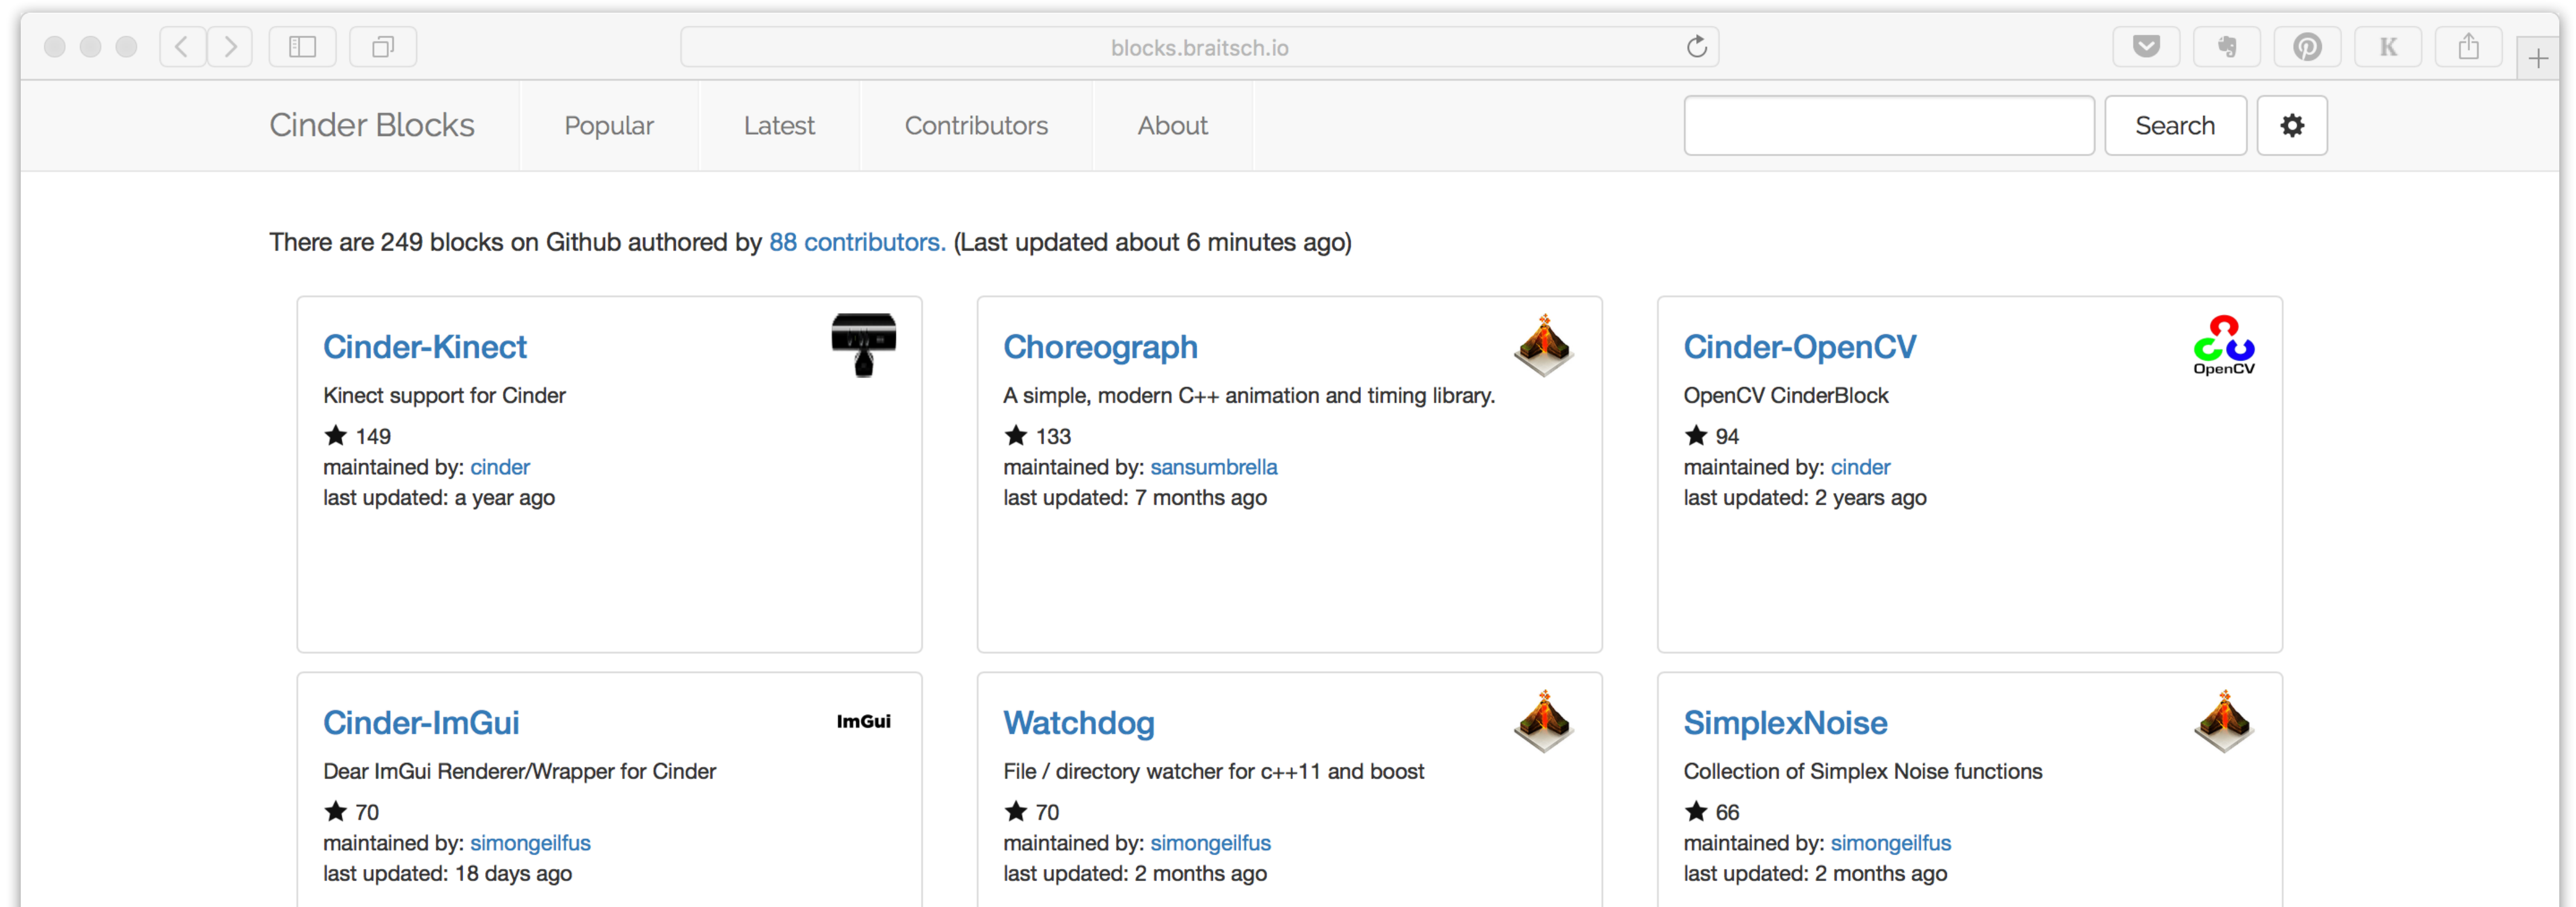 blocks.braitsch.io
K
Cinder Blocks Popular Latest Contributors About Search
There are 249 blocks on Github authored by 88 contributors. (Last updated about 6 minutes ago)
Cinder-Kinect
Kinect support for Cinder
149
maintained by: cinder
last updated: a year ago
Choreograph
A simple, modern C++ animation and timing library.
133
maintained by: sansumbrella
last updated: 7 months ago
Cinder-OpenCV
OpenCV
OpenCV CinderBlock
94
maintained by: cinder
last updated: 2 years ago
Cinder-ImGui
ImGui
Dear ImGui Renderer/Wrapper for Cinder
70
maintained by: simongeilfus
last updated: 18 days ago
Watchdog
File / directory watcher for c++11 and boost
70
maintained by: simongeilfus
last updated: 2 months ago
SimplexNoise
Collection of Simplex Noise functions
66
maintained by: simongeilfus
last updated: 2 months ago